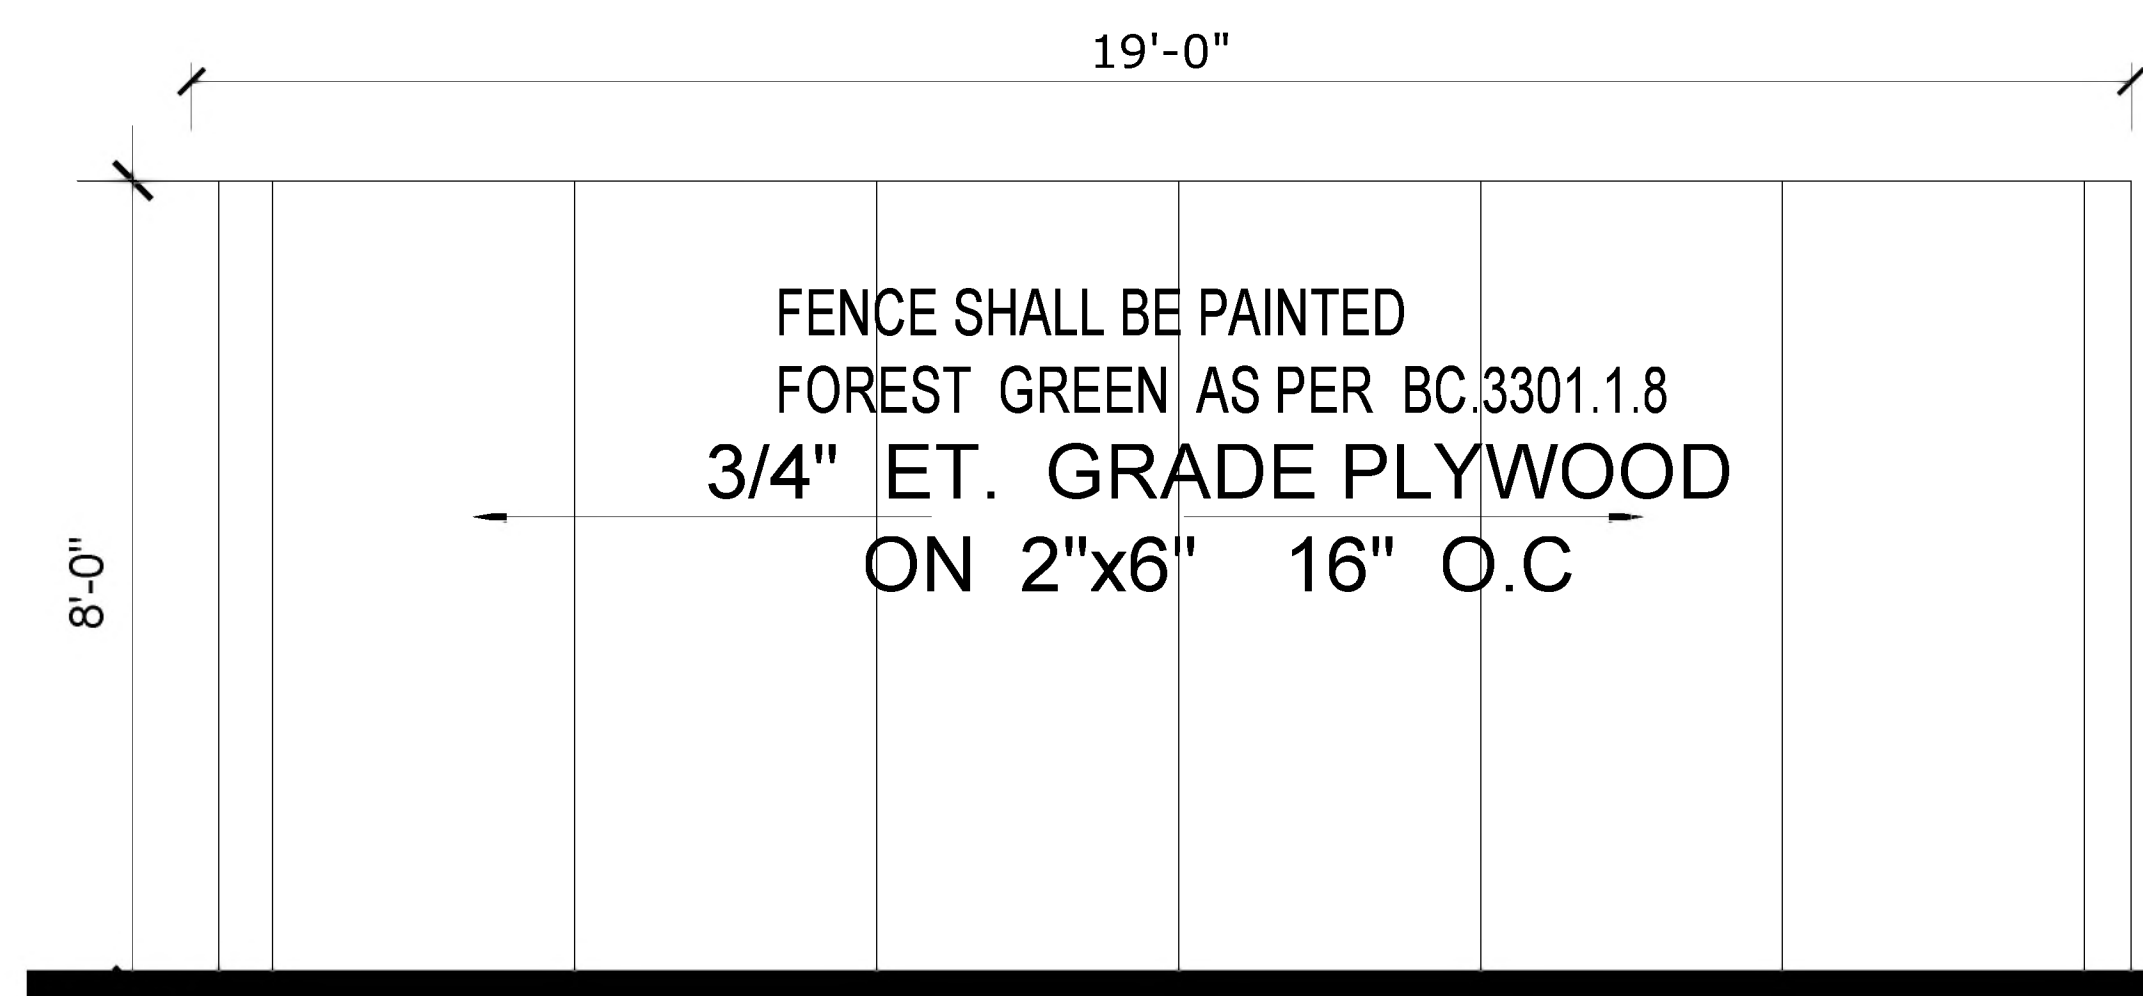 19'-0"
FENCE SHALL BE PAINTED
FOREST GREEN AS PER BC.3301.1.8
3/4" ET. GRADE PLYWOOD
ON 2"x6" 16" O.C
8'-0"